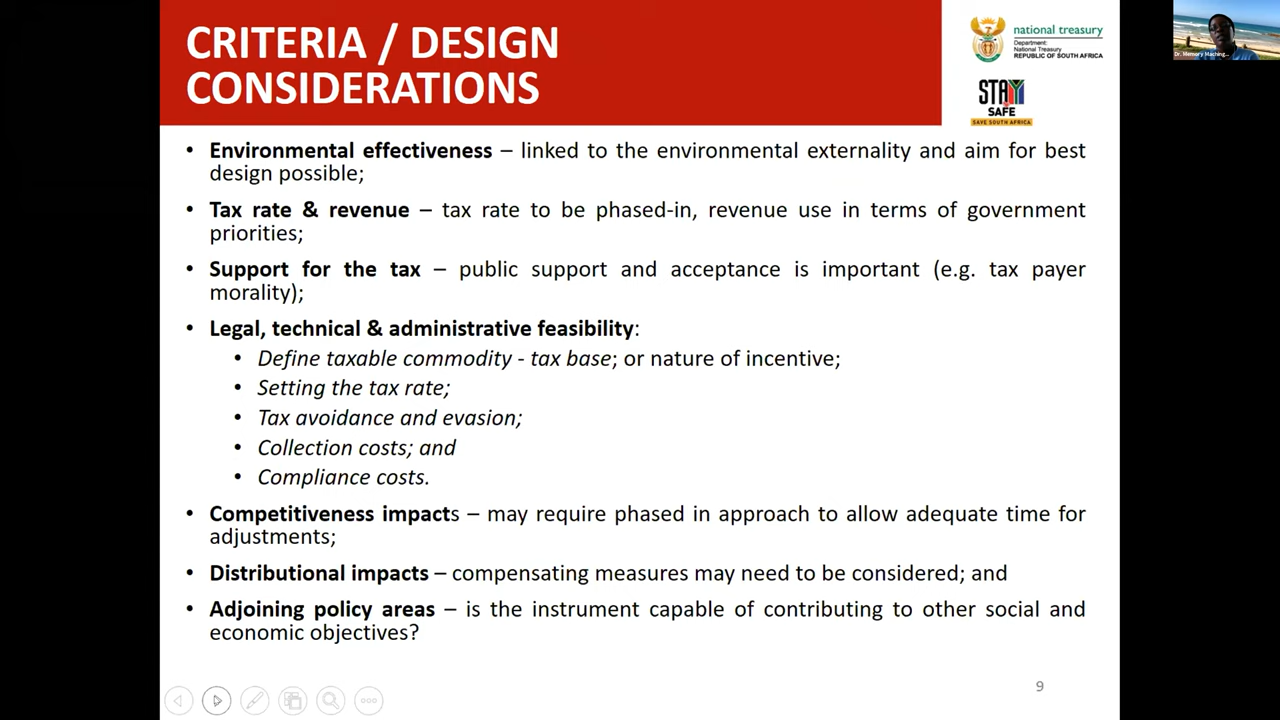 CRITERIA / DESIGN
CONSIDERATIONS
national treasury
Department:
National Treasury
REPUBLIC OF SOUTH AFRICA
STAY
SAFE
SAVE SOUTH AFRICA
Dr. Memory Maching...
• Environmental effectiveness – linked to the environmental externality and aim for best
design possible;
• Tax rate & revenue – tax rate to be phased-in, revenue use in terms of government
priorities;
• Support for the tax – public support and acceptance is important (e.g. tax payer
morality);
• Legal, technical & administrative feasibility:
• Define taxable commodity - tax base; or nature of incentive;
• Setting the tax rate;
• Tax avoidance and evasion;
• Collection costs; and
• Compliance costs.
• Competitiveness impacts – may require phased in approach to allow adequate time for
adjustments;
• Distributional impacts – compensating measures may need to be considered; and
• Adjoining policy areas – is the instrument capable of contributing to other social and
economic objectives?
9